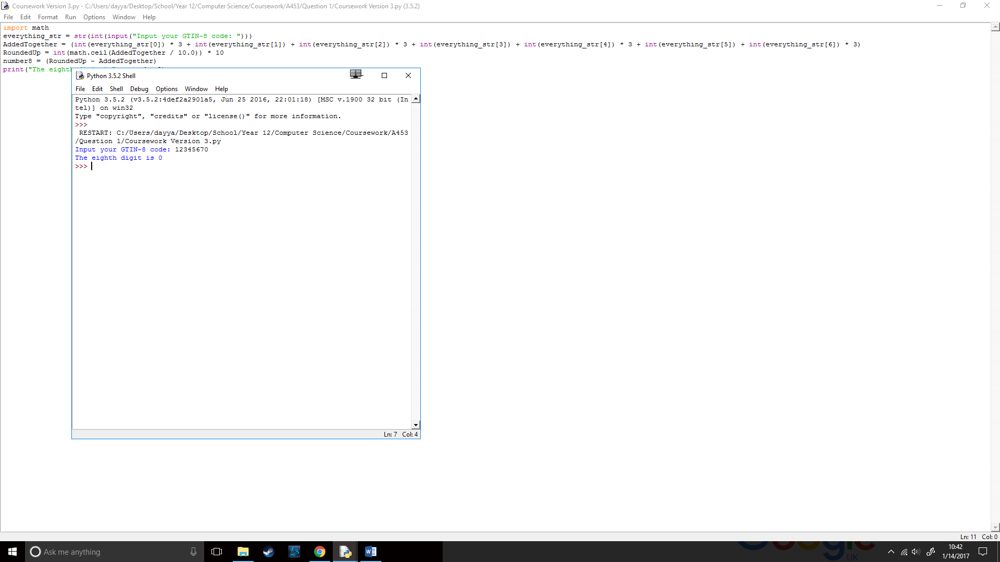 Coursework Version 3.py - C:/Users/dayya/Desktop/School/Year 12/Computer Science/Coursework/A453/Question 1/Coursework Version 3.py (3.5.2)
File Edit Format Run Options Window Help
import math
everything_str = str(int(input("Input your GTIN-8 code: ")))
AddedTogether = (int(everything_str[0]) * 3 + int(everything_str[1]) + int(everything_str[2]) * 3 + int(everything_str[3]) + int(everything_str[4]) * 3 + int(everything_str[5]) + int(everything_str[6]) * 3)
RoundedUp = int(math.ceil(AddedTogether / 10.0)) * 10
number8 = (RoundedUp - AddedTogether)
print("The eighth
Python 3.5.2 Shell
File Edit Shell Debug Options Window Help
Python 3.5.2 (v3.5.2:4def2a2901a5, Jun 25 2016, 22:01:18) [MSC v.1900 32 bit (In
tel)] on win32
Type "copyright", "credits" or "license()" for more information.
>>>
RESTART: C:/Users/dayya/Desktop/School/Year 12/Computer Science/Coursework/A453
/Question 1/Coursework Version 3.py
Input your GTIN-8 code: 12345670
The eighth digit is 0
>>>
Ln: 7 Col: 4
Ln: 11 Col: 0
Ask me anything
Google
UK
10:42
1/14/2017